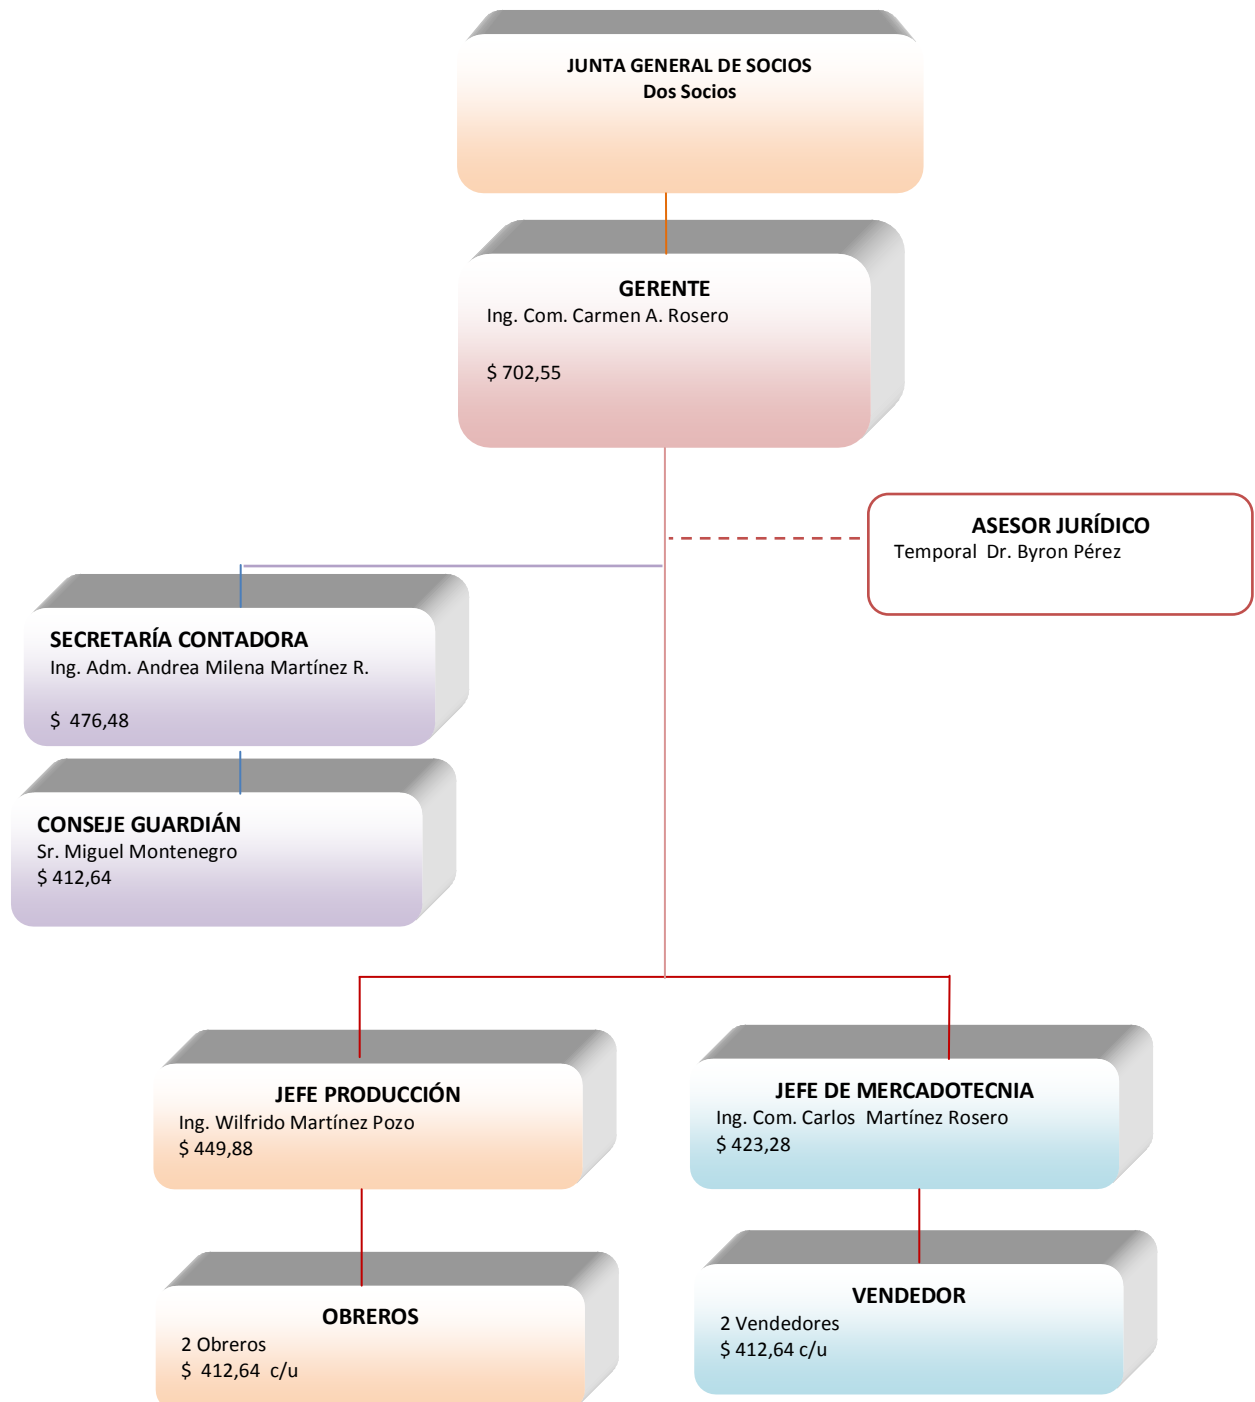 JUNTA GENERAL DE SOCIOS
Dos Socios
GERENTE
Ing. Com. Carmen A. Rosero
$ 702,55
ASESOR JURÍDICO
Temporal Dr. Byron Pérez
SECRETARÍA CONTADORA
Ing. Adm. Andrea Milena Martínez R.
$ 476,48
CONSEJE GUARDIÁN
Sr. Miguel Montenegro
$ 412,64
JEFE PRODUCCIÓN
Ing. Wilfrido Martínez Pozo
$ 449,88
JEFE DE MERCADOTECNIA
Ing. Com. Carlos Martínez Rosero
$ 423,28
OBREROS
2 Obreros
$ 412,64 c/u
VENDEDOR
2 Vendedores
$ 412,64 c/u